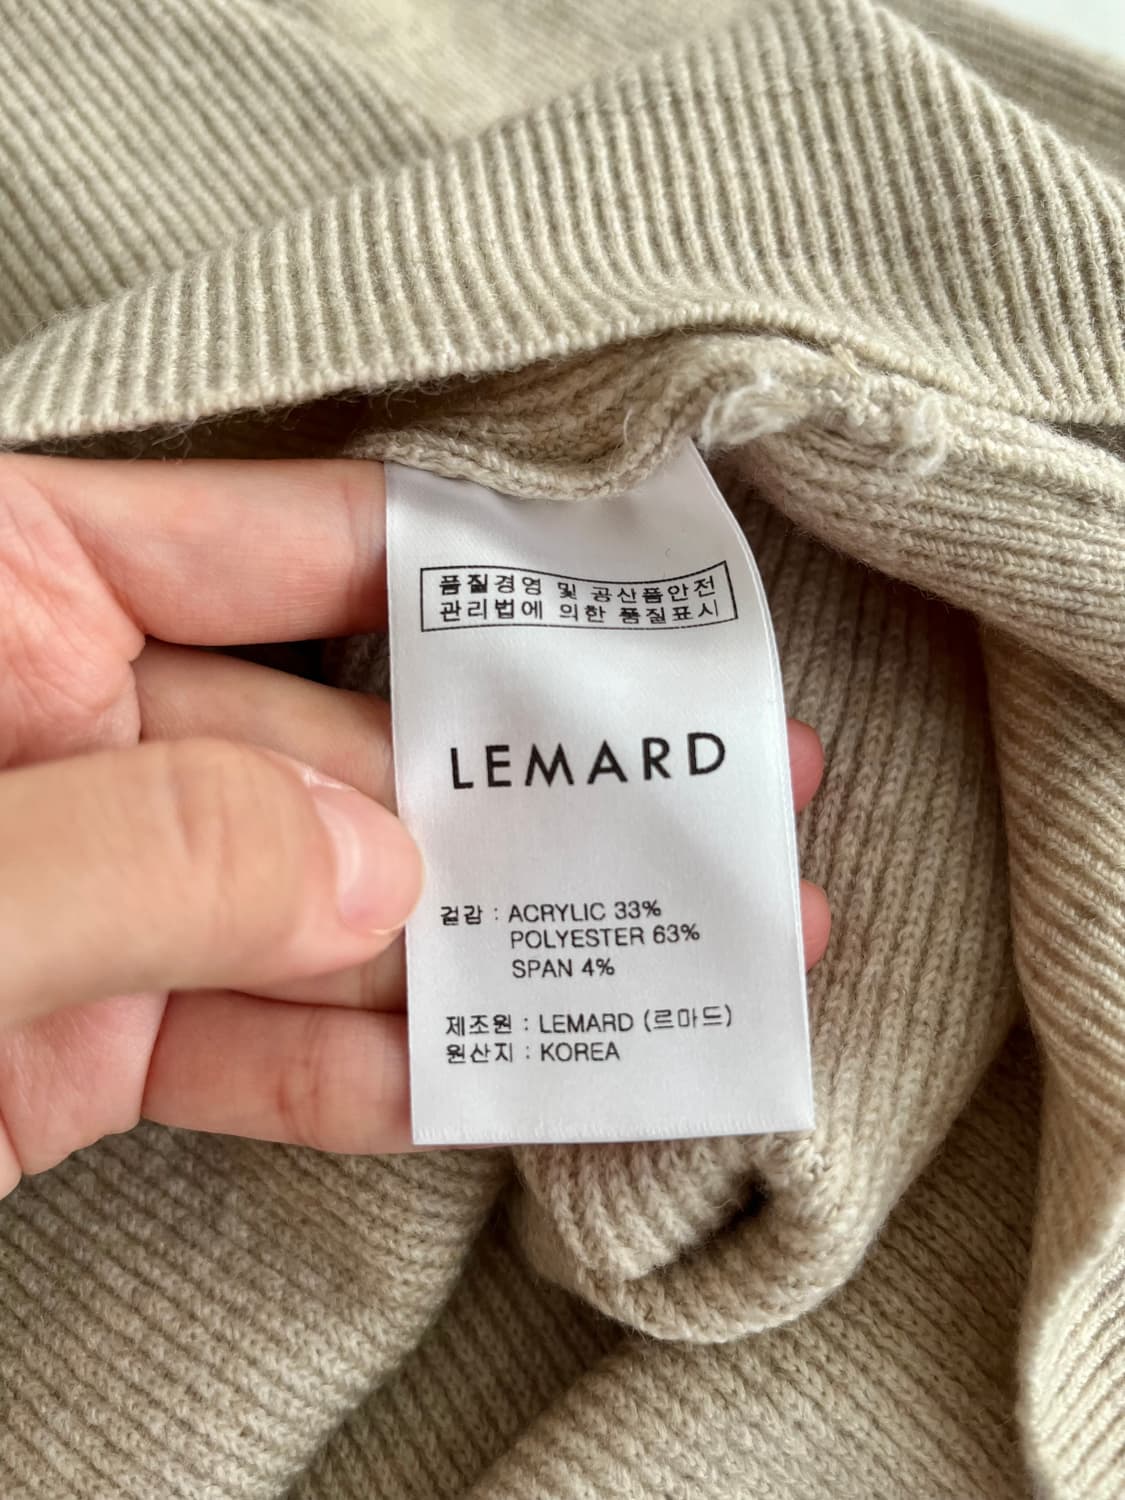 품질경영 및 공산품안전
관리법에 의한 품질표시
LEMARD
겉감 : ACRYLIC 33%
POLYESTER 63%
SPAN 4%
제조원 : LEMARD (르마드)
원산지 : KOREA